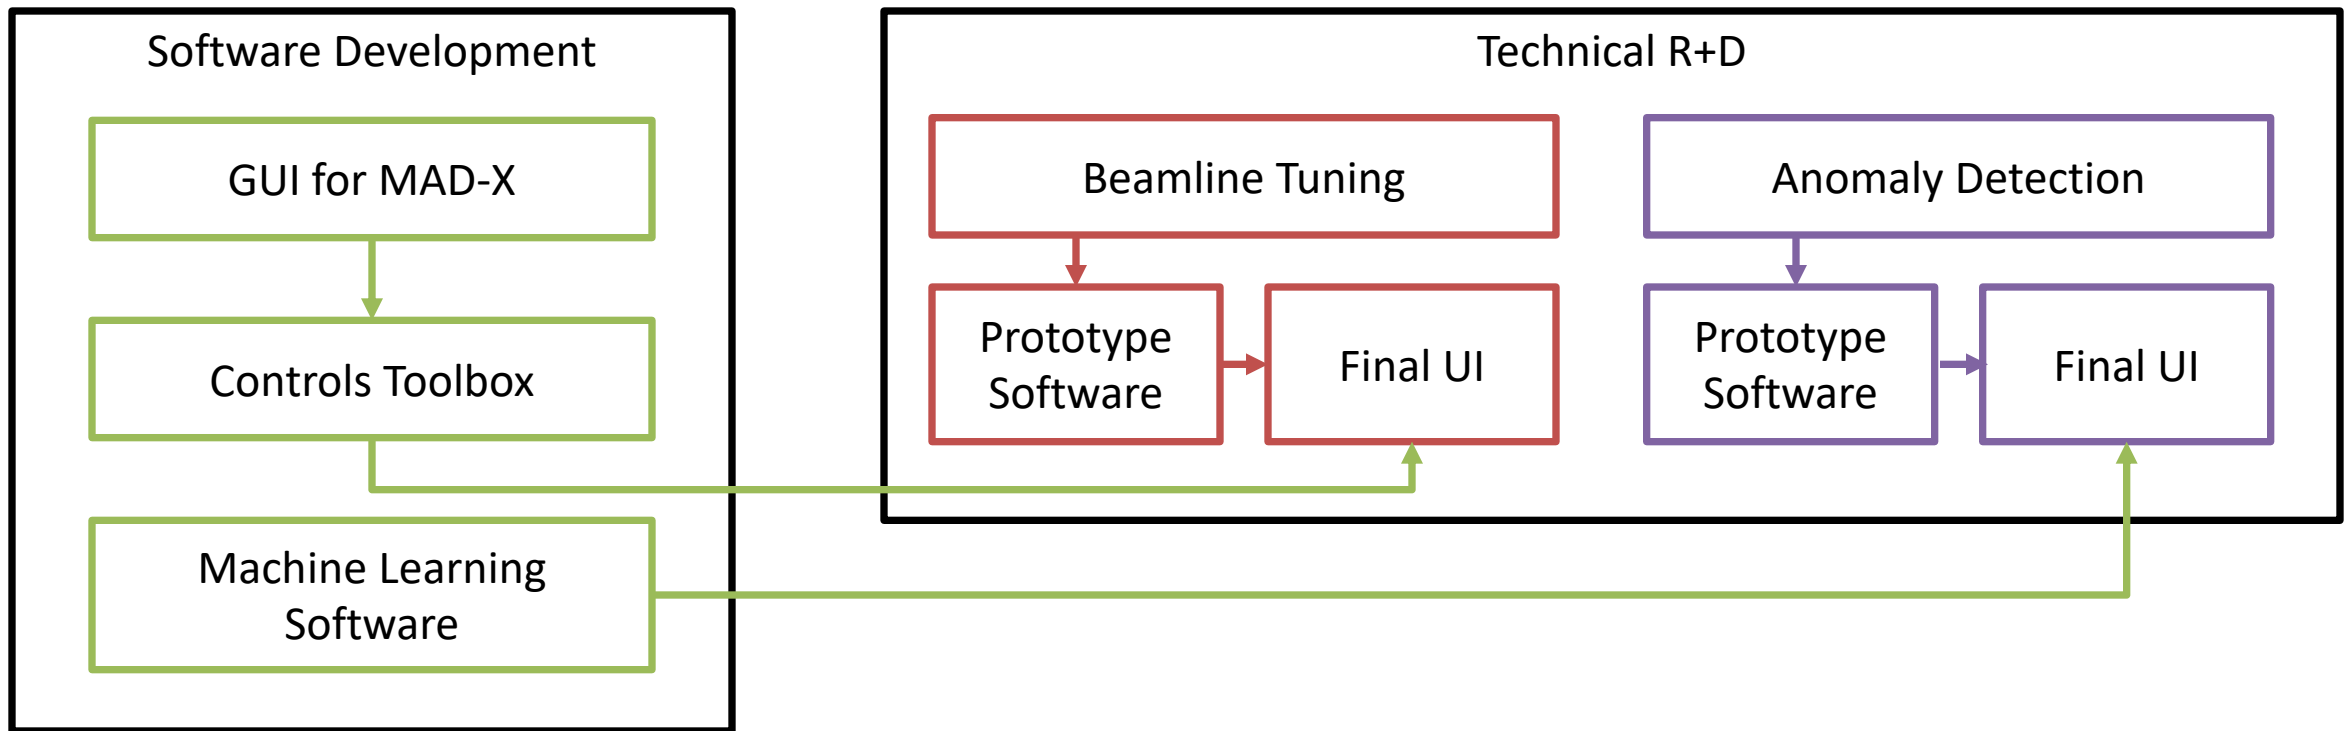 Software Development
GUI for MAD-X
Controls Toolbox
Machine Learning
Software
Technical R+D
Beamline Tuning
Prototype
Software
Final UI
Anomaly Detection
Prototype
Software
Final UI